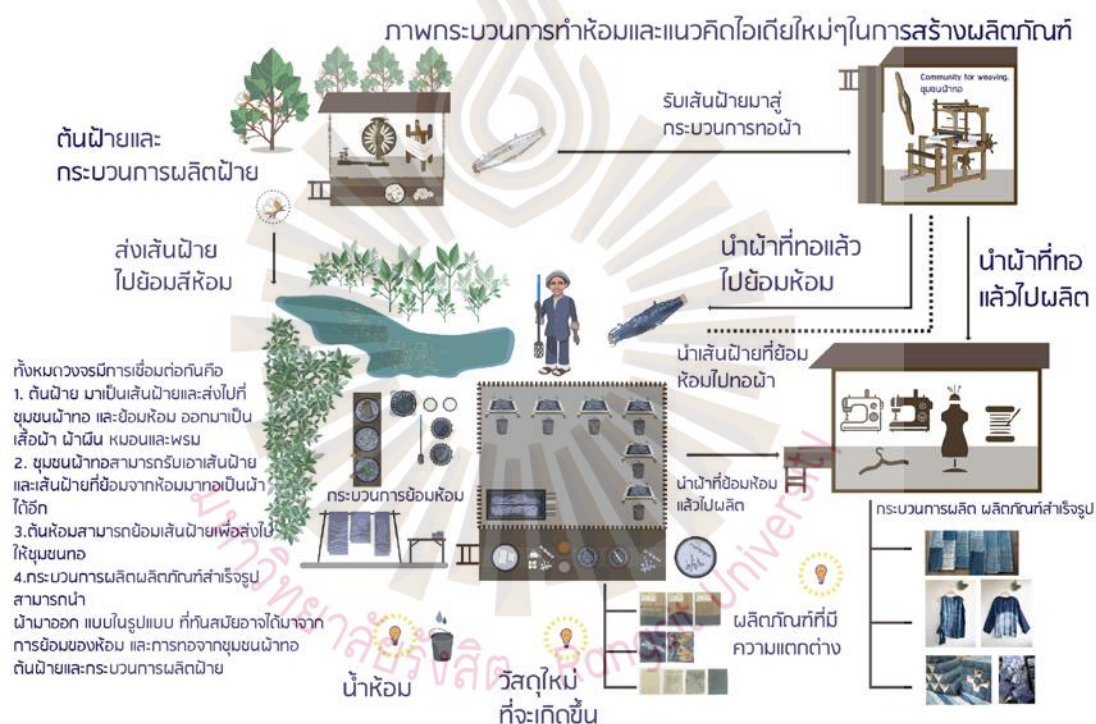 ภาพกระบวนการทำห้อมและแนวคิดไอเดียใหม่ๆในการสร้างผลิตภัณฑ์
ต้นฝ้ายและ
กระบวนการผลิตฝ้าย
รับเส้นฝ้ายมาสู่
กระบวนการทอผ้า
Community for weaving.
ชุมชนผ้าทอ
ส่งเส้นฝ้าย
ไปย้อมสีห้อม
นำผ้าที่ทอแล้ว
ไปย้อมห้อม
นำผ้าที่ทอ
แล้วไปผลิต
นำเส้นฝ้ายที่ย้อม
ห้อมไปทอผ้า
ทั้งหมดวงจรมีการเชื่อมต่อกันคือ
1. ต้นฝ้าย มาเป็นเส้นฝ้ายและส่งไปที่
ชุมชนผ้าทอ และย้อมห้อม ออกมาเป็น
เสื้อผ้า ผ้าผืน หมอนและพรม
2. ชุมชนผ้าทอสามารถรับเอาเส้นฝ้าย
และเส้นฝ้ายที่ย้อมจากห้อมมาทอเป็นผ้า
ได้อีก
3.ต้นห้อมสามารถย้อมเส้นฝ้ายเพื่อส่งไป
ให้ชุมชนทอ
4.กระบวนการผลิตผลิตภัณฑ์สำเร็จรูป
สามารถนำ
ผ้ามาออก แบบในรูปแบบ ที่ทันสมัยอาจได้มาจาก
การย้อมของห้อม และการทอจากชุมชนผ้าทอ
ต้นฝ้ายและกระบวนการผลิตฝ้าย
กระบวนการย้อมห้อม
นำผ้าที่ย้อมห้อม
แล้วไปผลิต
กระบวนการผลิต ผลิตภัณฑ์สำเร็จรูป
ผลิตภัณฑ์ที่มี
ความแตกต่าง
น้ำห้อม
วัสดุใหม่
ที่จะเกิดขึ้น
มหาวิทยาลัยรังสิต Rangsit University